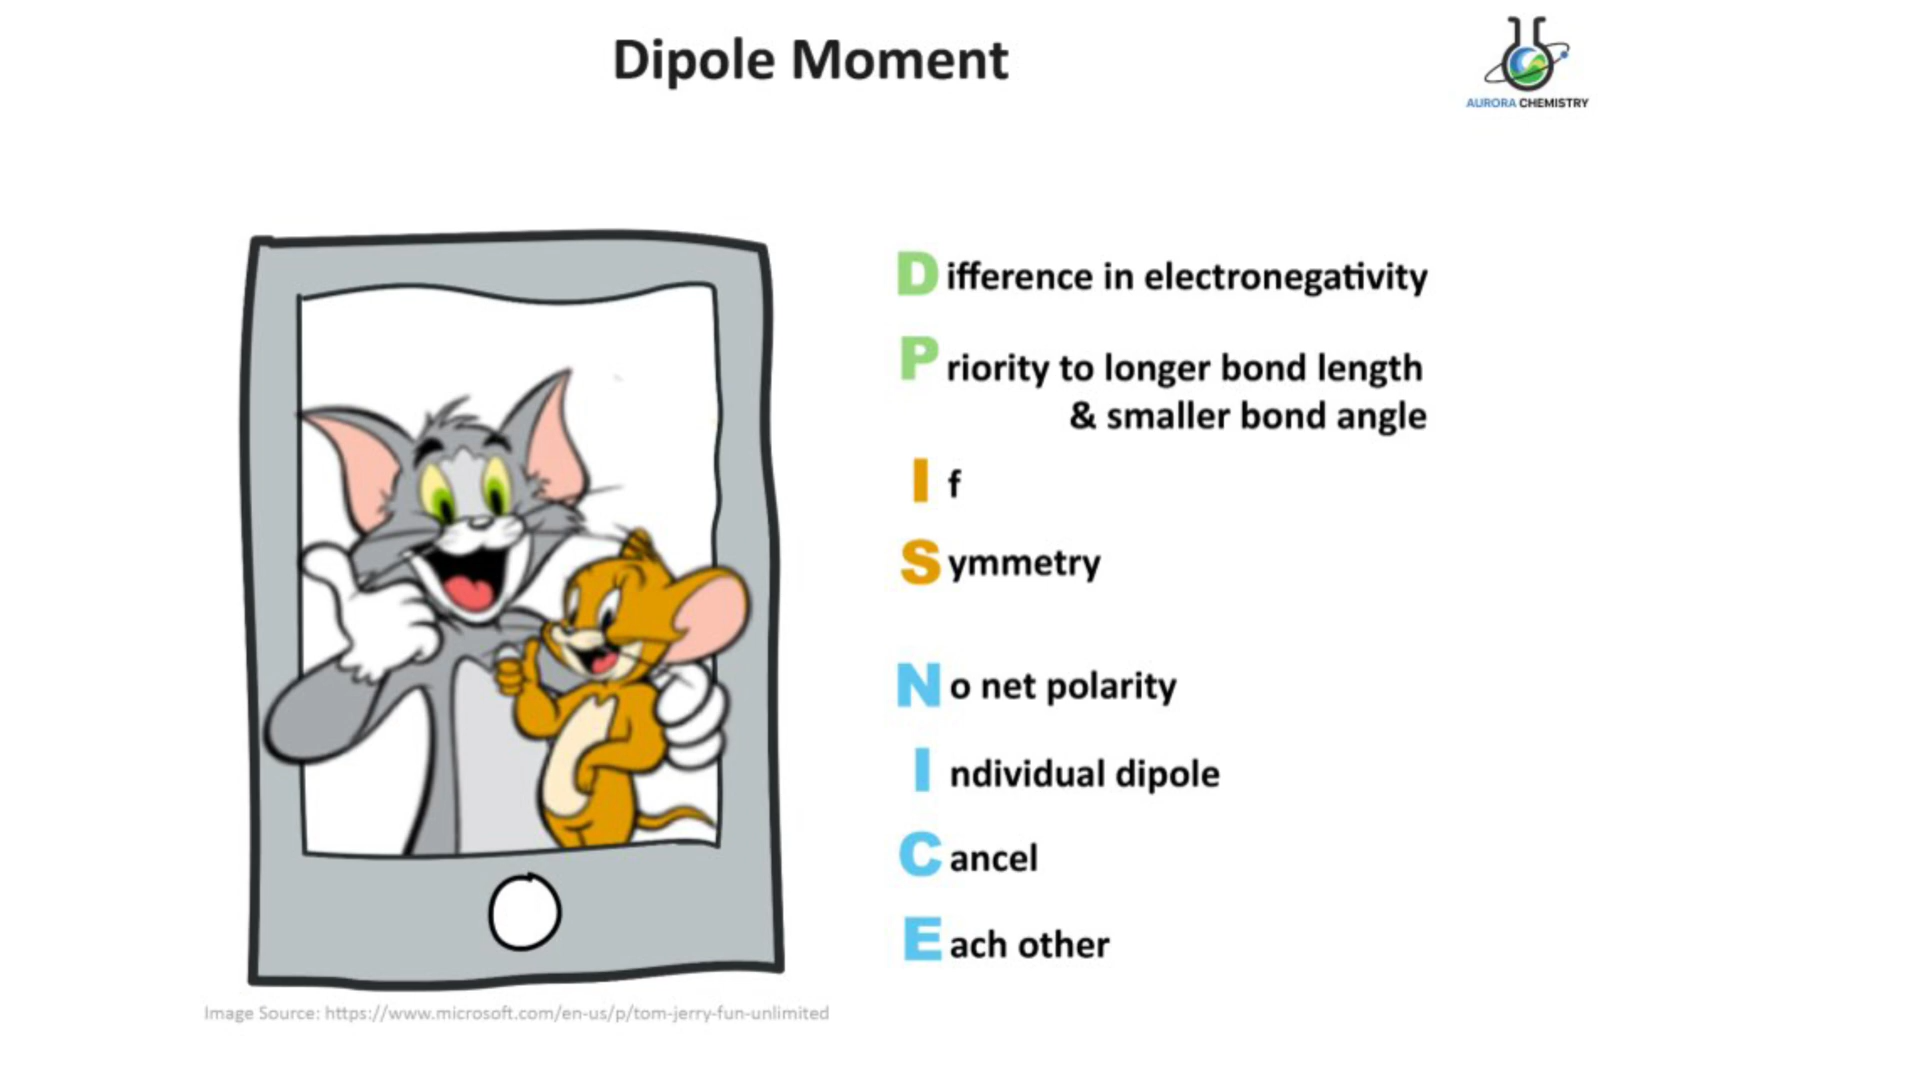 Dipole Moment
AURORA CHEMISTRY
Difference in electronegativity
Priority to longer bond length
& smaller bond angle
If
Symmetry
No net polarity
Individual dipole
Cancel
Each other
Image Source: https://www.microsoft.com/en-us/p/tom-jerry-fun-unlimited